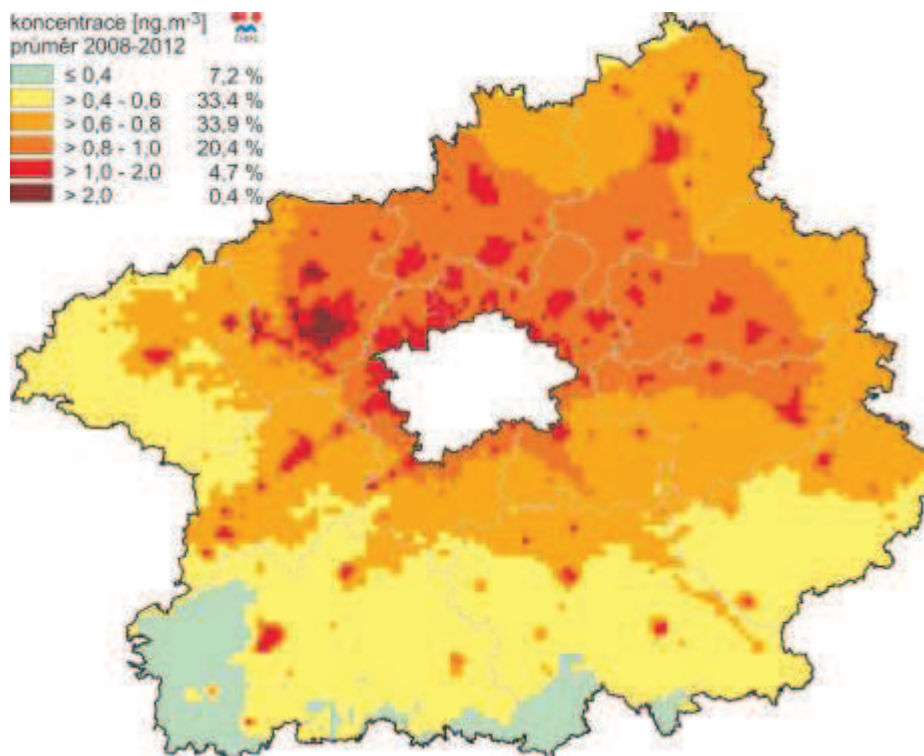 koncentrace [ng.m⁻³]
průměr 2008-2012
≤ 0,4 7,2 %
> 0,4 - 0,6 33,4 %
> 0,6 - 0,8 33,9 %
> 0,8 - 1,0 20,4 %
> 1,0 - 2,0 4,7 %
> 2,0 0,4 %